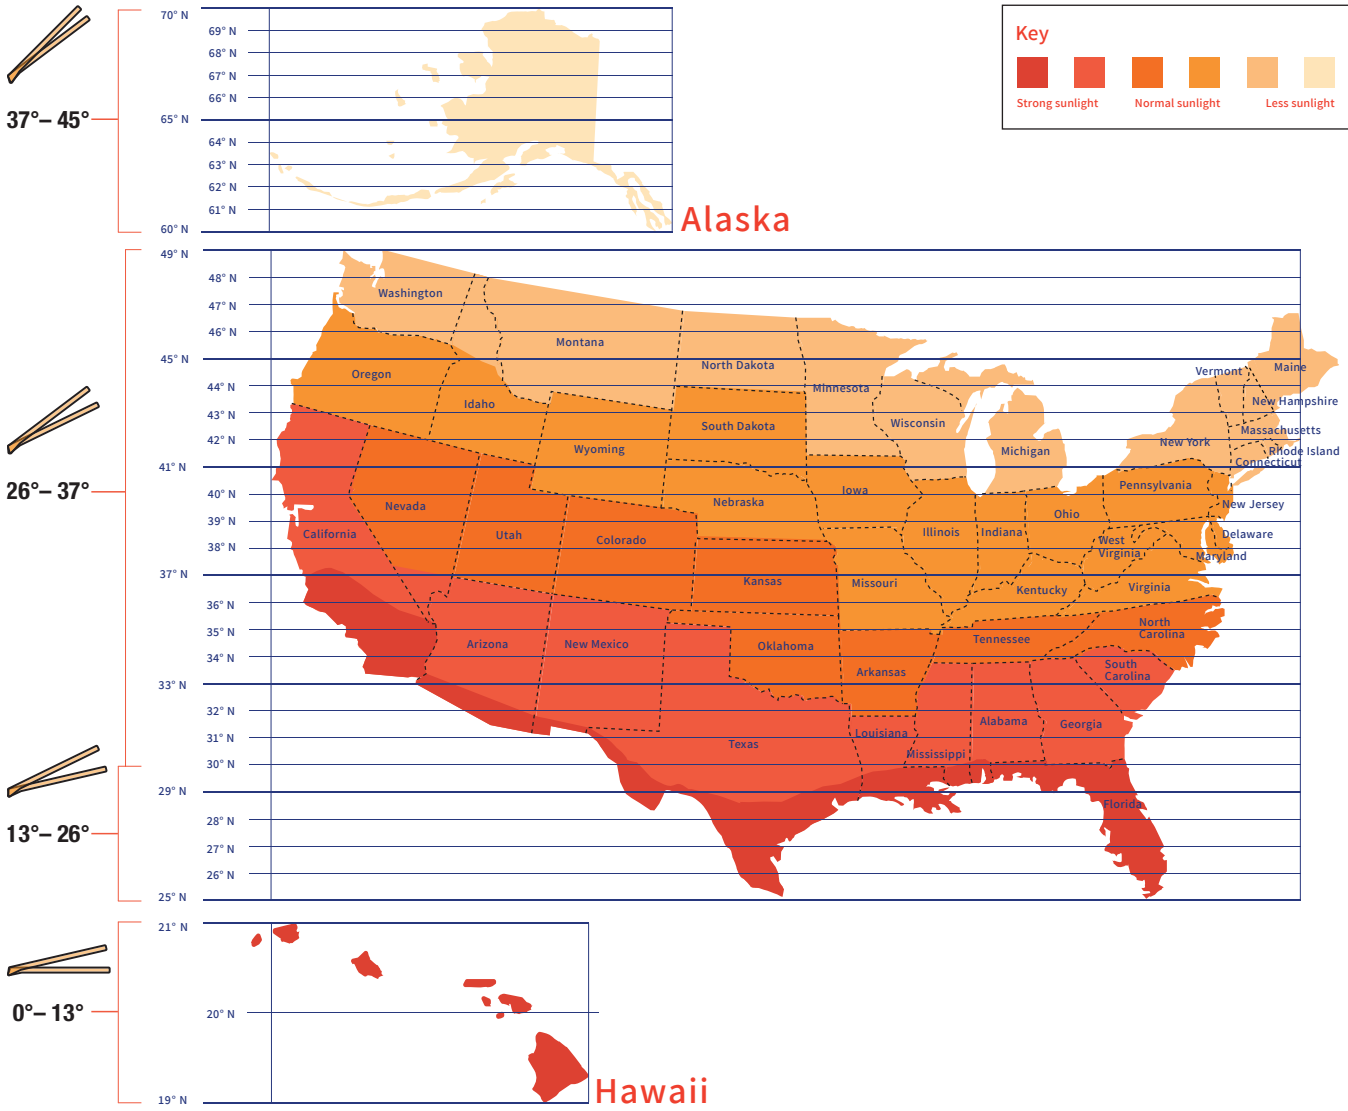 70° N
69° N
68° N
67° N
66° N
65° N
64° N
63° N
62° N
61° N
60° N
37°– 45°
Alaska
Key
Strong sunlight
Normal sunlight
Less sunlight
49° N
48° N
47° N
46° N
45° N
44° N
43° N
42° N
41° N
40° N
39° N
38° N
37° N
36° N
35° N
34° N
33° N
32° N
31° N
30° N
29° N
28° N
27° N
26° N
25° N
26°– 37°
13°– 26°
Washington
Montana
North Dakota
Minnesota
Vermont
Maine
Oregon
Idaho
New Hampshire
Wisconsin
South Dakota
Massachusetts
Wyoming
Michigan
New York
Rhode Island
Connecticut
Nebraska
Iowa
Pennsylvania
Nevada
Ohio
New Jersey
California
Utah
Colorado
Illinois
Indiana
West
Virginia
Delaware
Maryland
Kansas
Missouri
Kentucky
Virginia
Arizona
New Mexico
Oklahoma
Tennessee
North
Carolina
Arkansas
South
Carolina
Texas
Louisiana
Mississippi
Alabama
Georgia
Florida
21° N
20° N
19° N
0°– 13°
Hawaii